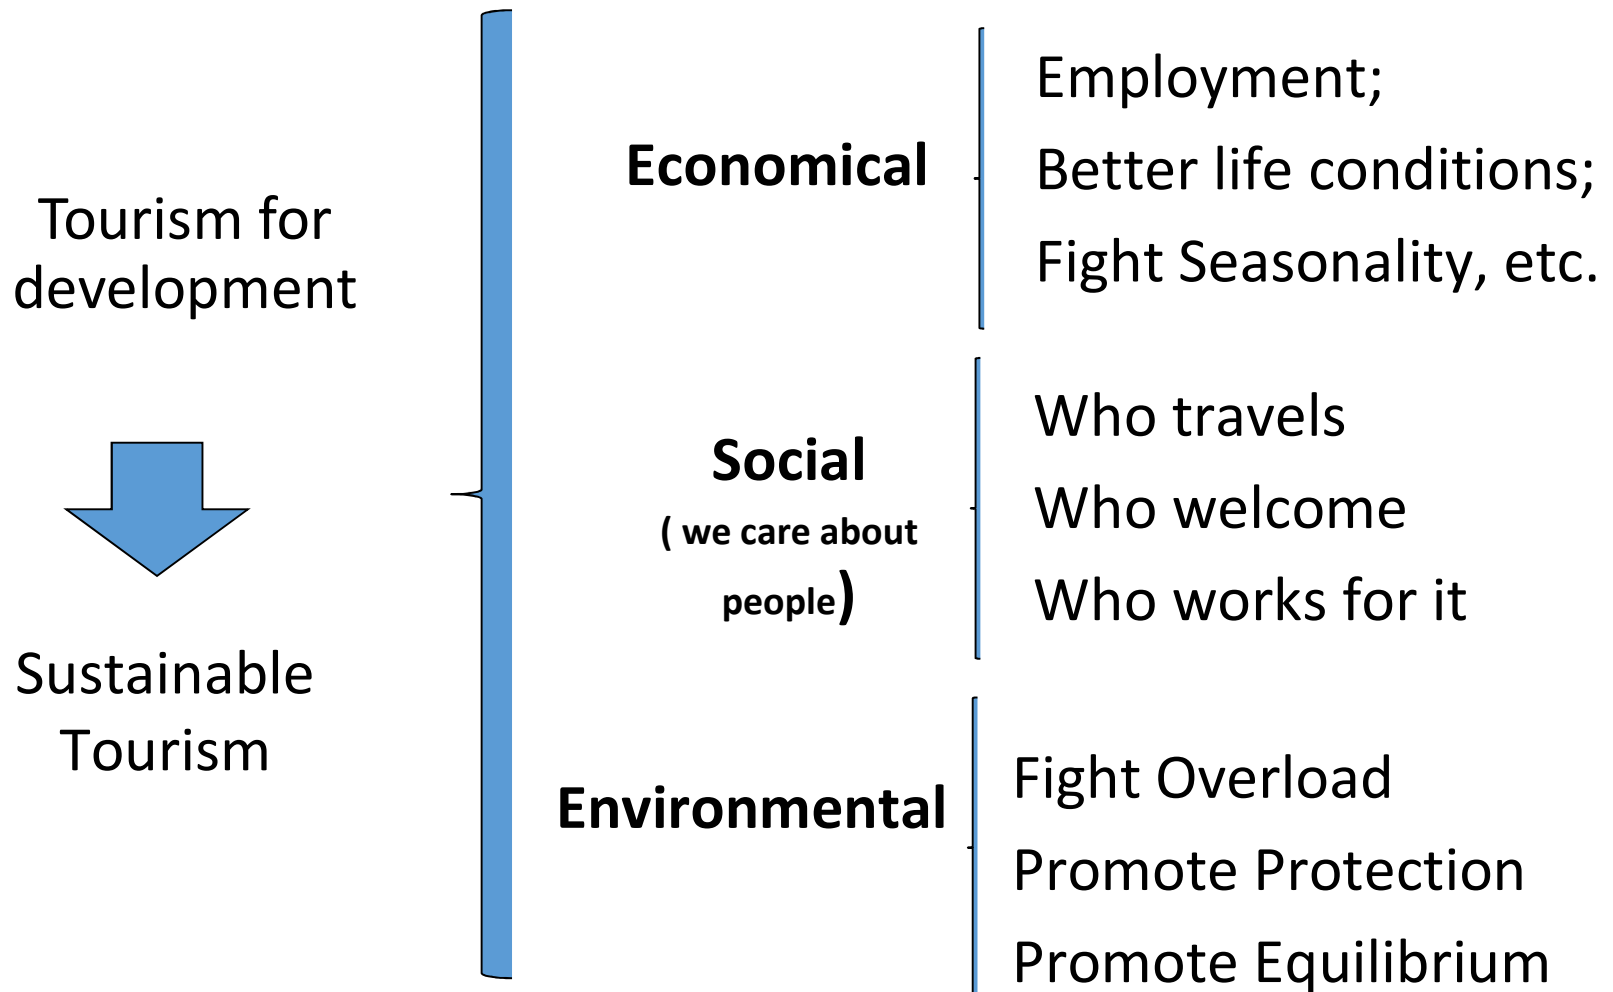 Tourism for
development
Sustainable
Tourism
Economical
Employment;
Better life conditions;
Fight Seasonality, etc.
Social
( we care about
people)
Who travels
Who welcome
Who works for it
Environmental
Fight Overload
Promote Protection
Promote Equilibrium